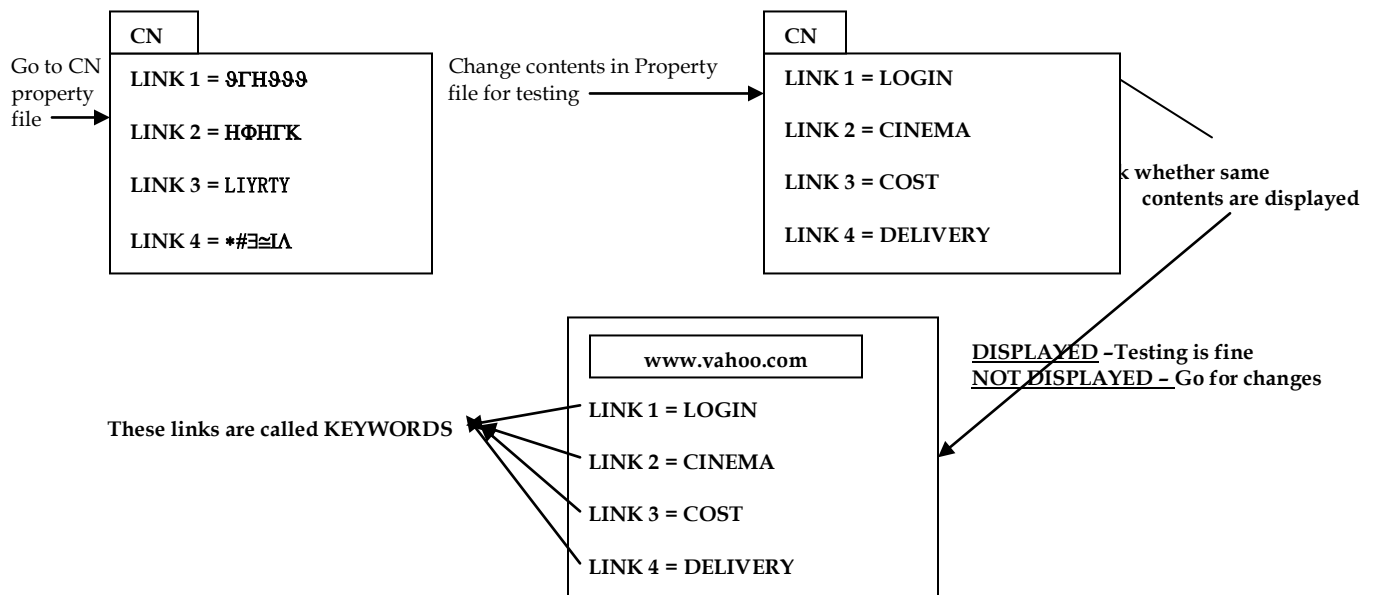 CN
Go to CN
property
file
LINK 1 = ϑΓΗϑϑϑ
LINK 2 = ΗΦΗΓΚ
LINK 3 = LIYRTY
LINK 4 = *#∃≅ΙΛ
Change contents in Property
file for testing
CN
LINK 1 = LOGIN
LINK 2 = CINEMA
LINK 3 = COST
LINK 4 = DELIVERY
whether same
contents are displayed
www.vahoo.com
LINK 1 = LOGIN
LINK 2 = CINEMA
LINK 3 = COST
LINK 4 = DELIVERY
These links are called KEYWORDS
DISPLAYED –Testing is fine
NOT DISPLAYED – Go for changes